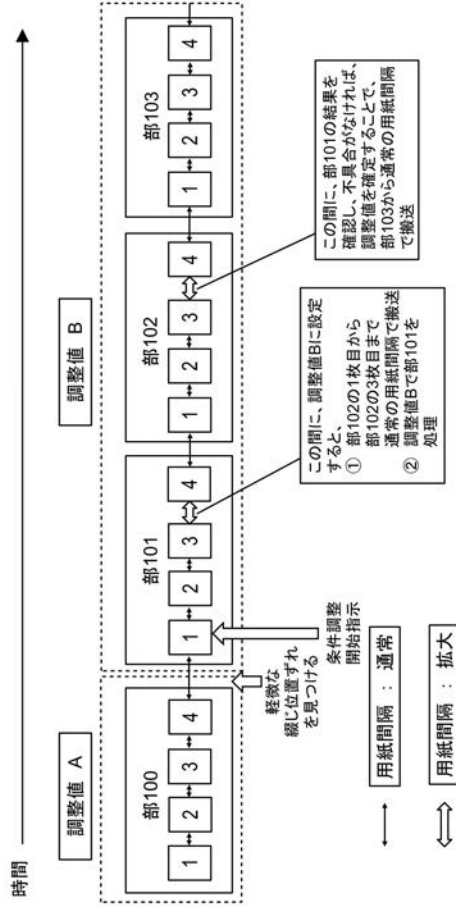 時間
調整値 A
調整値 B
部100
1
2
3
4
部101
1
2
3
4
部102
1
2
3
4
部103
1
2
3
4
軽微な
綴じ位置ずれ
を見つける
条件調整
開始指示
この間に、調整値Bに設定
すると、
① 部102の1枚目から
部102の3枚目まで
通常の用紙間隔で搬送
② 調整値Bで部101を
処理
この間に、部101の結果を
確認し、不具合がなければ、
調整値を確定することで、
部103から通常の用紙間隔
で搬送
用紙間隔 : 通常
用紙間隔 : 拡大